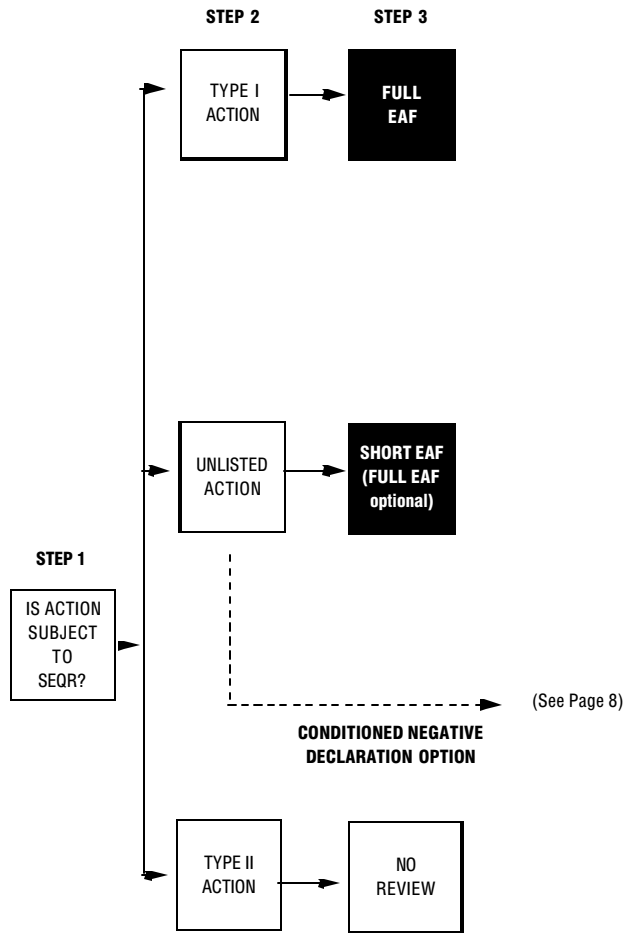 STEP 2
STEP 3
TYPE I
ACTION
FULL
EAF
UNLISTED
ACTION
SHORT EAF
(FULL EAF
optional)
STEP 1
IS ACTION
SUBJECT
TO
SEQR?
(See Page 8)
CONDITIONED NEGATIVE
DECLARATION OPTION
TYPE II
ACTION
NO
REVIEW